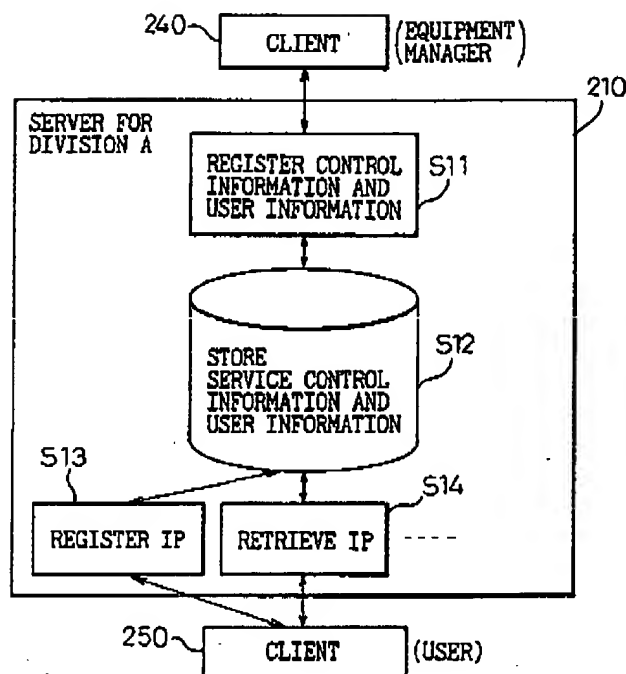 240
CLIENT
(EQUIPMENT
MANAGER)
210
SERVER FOR
DIVISION A
REGISTER CONTROL
INFORMATION AND
USER INFORMATION
S11
STORE
SERVICE CONTROL
INFORMATION AND
USER INFORMATION
S12
S13
REGISTER IP
S14
RETRIEVE IP
250
CLIENT
(USER)